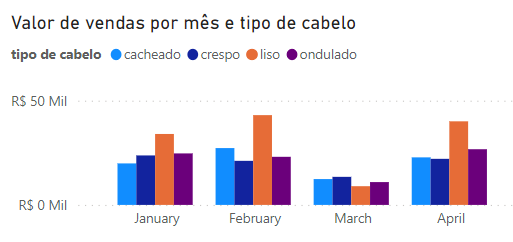 Valor de vendas por mês e tipo de cabelo
tipo de cabelo cacheado crespo liso ondulado
R$ 50 Mil
R$ 0 Mil
January February March April